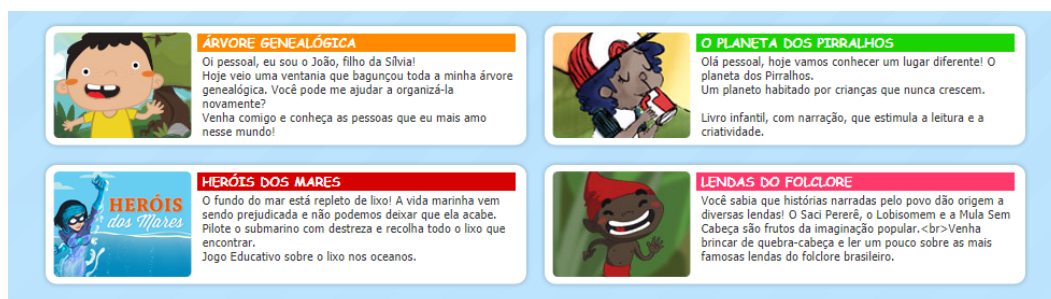 ÁRVORE GENEALÓGICA
Oi pessoal, eu sou o João, filho da Sílvia!
Hoje veio uma ventania que bagunçou toda a minha árvore
genealógica. Você pode me ajudar a organizá-la
novamente?
Venha comigo e conheça as pessoas que eu mais amo
nesse mundo!
O PLANETA DOS PIRRALHOS
Olá pessoal, hoje vamos conhecer um lugar diferente! O
planeta dos Pirralhos.
Um planeto habitado por crianças que nunca crescem.
Livro infantil, com narração, que estimula a leitura e a
criatividade.
HERÓIS
dos Mares
HERÓIS DOS MARES
O fundo do mar está repleto de lixo! A vida marinha vem
sendo prejudicada e não podemos deixar que ela acabe.
Pilote o submarino com destreza e recolha todo o lixo que
encontrar.
Jogo Educativo sobre o lixo nos oceanos.
LENDAS DO FOLCLORE
Você sabia que histórias narradas pelo povo dão origem a
diversas lendas! O Saci Pererê, o Lobisomem e a Mula Sem
Cabeça são frutos da imaginação popular.<br>Venha
brincar de quebra-cabeça e ler um pouco sobre as mais
famosas lendas do folclore brasileiro.